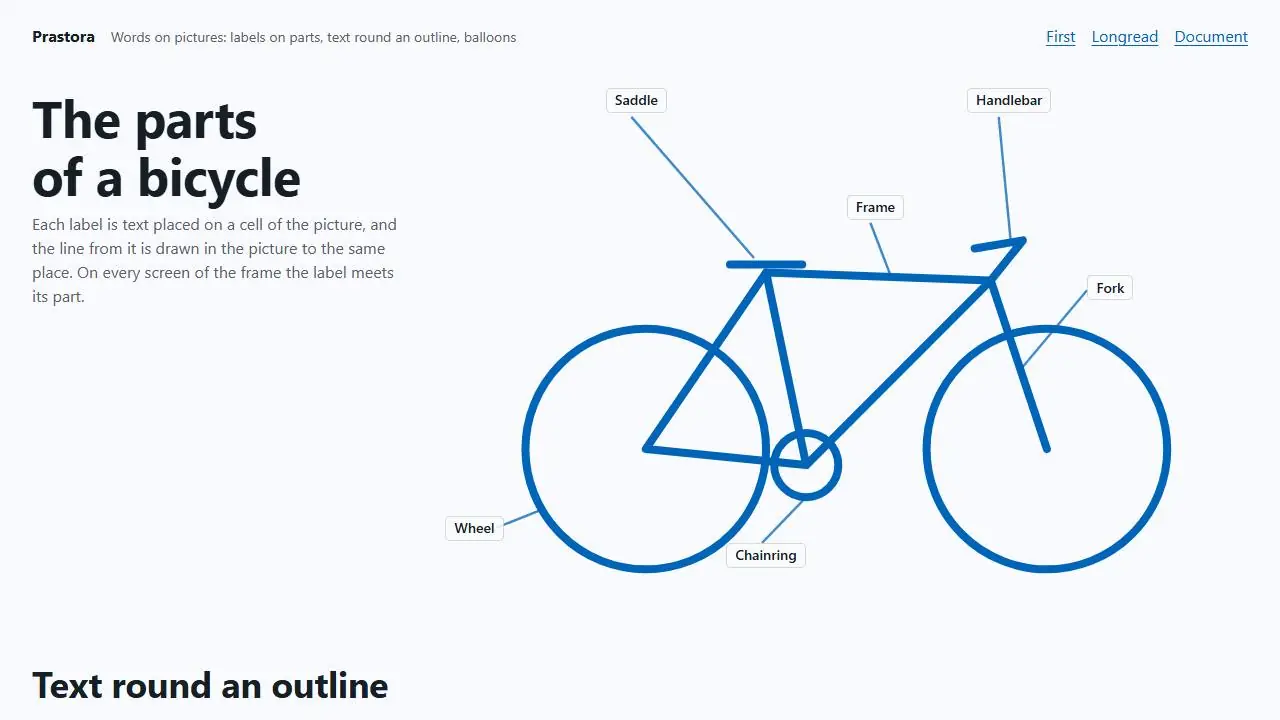 Prastora Words on pictures: labels on parts, text round an outline, balloons
First Longread Document
The parts
of a bicycle
Each label is text placed on a cell of the picture, and
the line from it is drawn in the picture to the same
place. On every screen of the frame the label meets
its part.
Saddle
Handlebar
Frame
Fork
Wheel
Chainring
Text round an outline